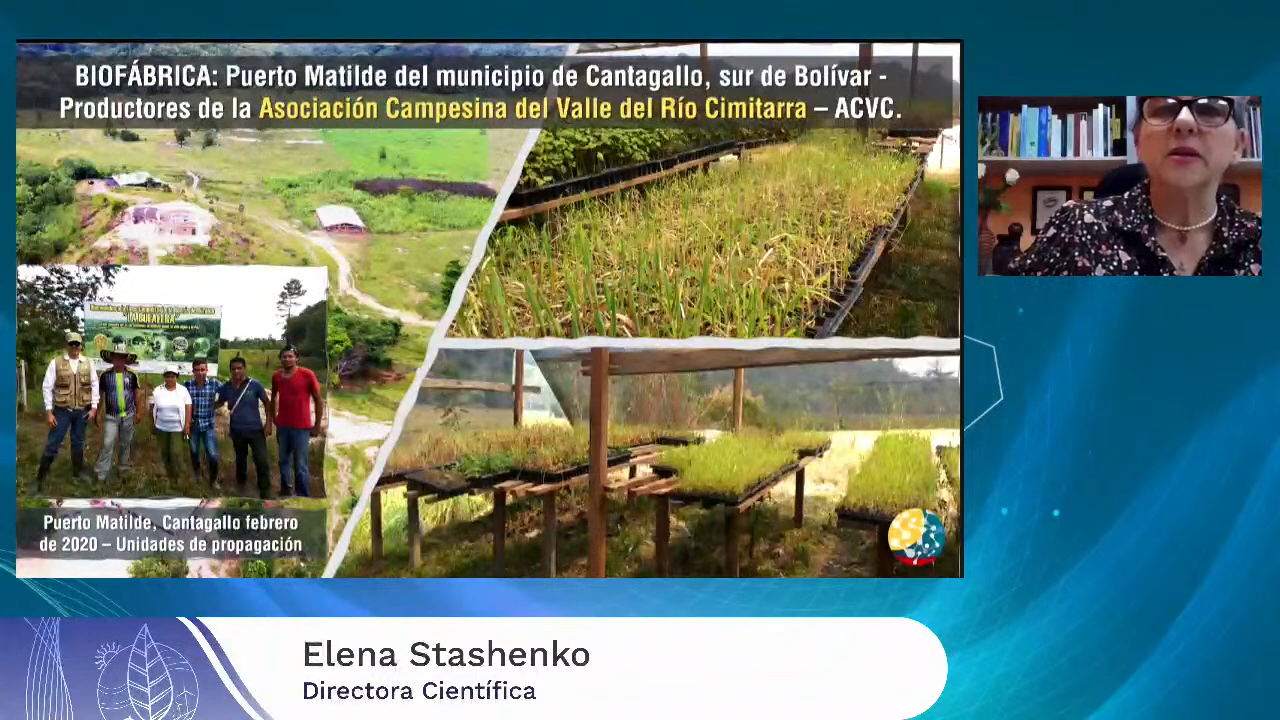 BIOFÁBRICA: Puerto Matilde del municipio de Cantagallo, sur de Bolívar -
Productores de la Asociación Campesina del Valle del Río Cimitarra – ACVC.
Puerto Matilde, Cantagallo febrero
de 2020 – Unidades de propagación
Elena Stashenko
Directora Científica